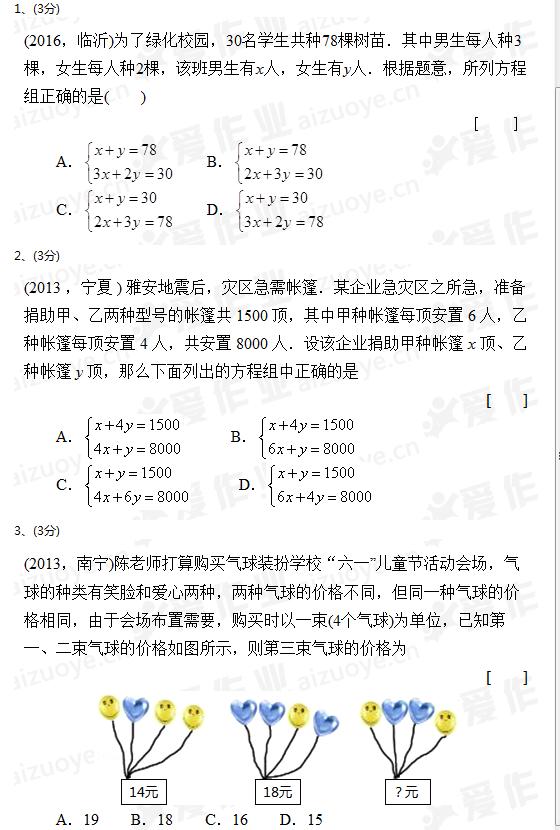 1、(3分)
(2016，临沂)为了绿化校园，30名学生共种78棵树苗．其中男生每人种3
棵，女生每人种2棵，该班男生有x人，女生有y人．根据题意，所列方程
组正确的是(　　)
[　　]
A．{x+y=78 3x+2y=30　B．{x+y=78 2x+3y=30
C．{x+y=30 2x+3y=78　D．{x+y=30 3x+2y=78
2、(3分)
(2013，宁夏)雅安地震后，灾区急需帐篷．某企业急灾区之所急，准备
捐助甲、乙两种型号的帐篷共1500顶，其中甲种帐篷每顶安置6人，乙
种帐篷每顶安置4人，共安置8000人．设该企业捐助甲种帐篷x顶、乙
种帐篷y顶，那么下面列出的方程组中正确的是
[　　]
A．{x+4y=1500 4x+y=8000　B．{x+4y=1500 6x+y=8000
C．{x+y=1500 4x+6y=8000　D．{x+y=1500 6x+4y=8000
3、(3分)
(2013，南宁)陈老师打算购买气球装扮学校“六一”儿童节活动会场，气
球的种类有笑脸和爱心两种，两种气球的价格不同，但同一种气球的价
格相同，由于会场布置需要，购买时以一束(4个气球)为单位，已知第
一、二束气球的价格如图所示，则第三束气球的价格为
[　　]
14元　18元　?元
A．19　B．18　C．16　D．15
爱作业
aizuoye.cn